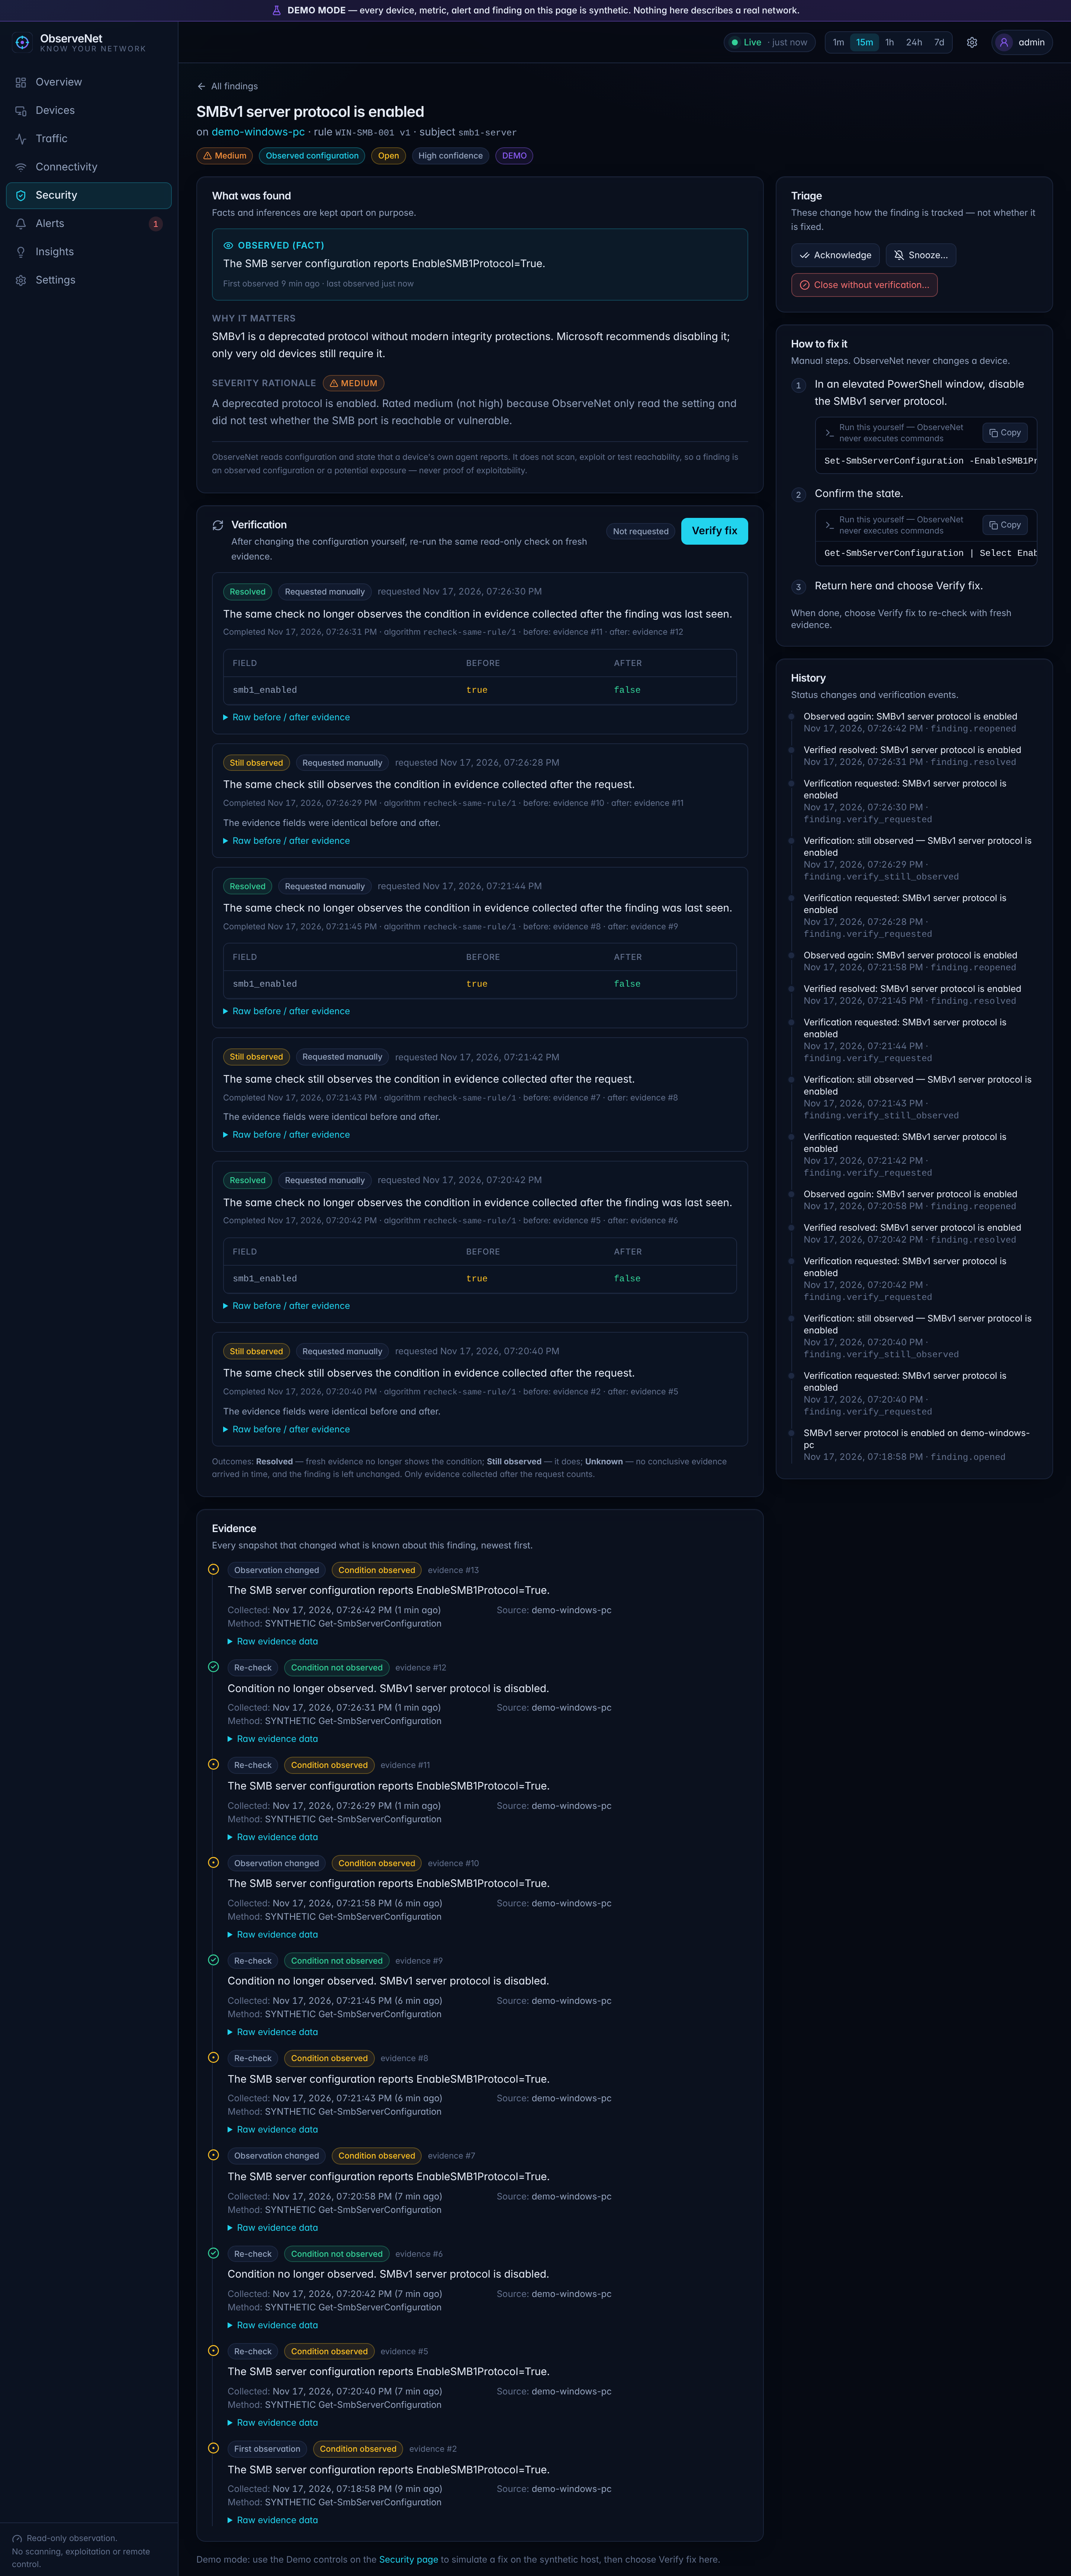 DEMO MODE — every device, metric, alert and finding on this page is synthetic. Nothing here describes a real network.
ObserveNet
KNOW YOUR NETWORK
Overview
Devices
Traffic
Connectivity
Security
Alerts
1
Insights
Settings
Live · just now
1m
15m
1h
24h
7d
admin
All findings
SMBv1 server protocol is enabled
on demo-windows-pc · rule WIN-SMB-001 v1 · subject smb1-server
Medium
Observed configuration
Open
High confidence
DEMO
What was found
Facts and inferences are kept apart on purpose.
OBSERVED (FACT)
The SMB server configuration reports EnableSMB1Protocol=True.
First observed 9 min ago · last observed just now
WHY IT MATTERS
SMBv1 is a deprecated protocol without modern integrity protections. Microsoft recommends disabling it;
only very old devices still require it.
SEVERITY RATIONALE
MEDIUM
A deprecated protocol is enabled. Rated medium (not high) because ObserveNet only read the setting and
did not test whether the SMB port is reachable or vulnerable.
ObserveNet reads configuration and state that a device's own agent reports. It does not scan, exploit or test reachability, so a finding is
an observed configuration or a potential exposure — never proof of exploitability.
Verification
After changing the configuration yourself, re-run the same read-only check on fresh
evidence.
Not requested
Verify fix
Resolved
Requested manually
requested Nov 17, 2026, 07:26:30 PM
The same check no longer observes the condition in evidence collected after the finding was last seen.
Completed Nov 17, 2026, 07:26:31 PM · algorithm recheck-same-rule/1 · before: evidence #11 · after: evidence #12
FIELD BEFORE AFTER
smb1_enabled true false
Raw before / after evidence
Still observed
Requested manually
requested Nov 17, 2026, 07:26:28 PM
The same check still observes the condition in evidence collected after the request.
Completed Nov 17, 2026, 07:26:29 PM · algorithm recheck-same-rule/1 · before: evidence #10 · after: evidence #11
The evidence fields were identical before and after.
Raw before / after evidence
Resolved
Requested manually
requested Nov 17, 2026, 07:21:44 PM
The same check no longer observes the condition in evidence collected after the finding was last seen.
Completed Nov 17, 2026, 07:21:45 PM · algorithm recheck-same-rule/1 · before: evidence #8 · after: evidence #9
FIELD BEFORE AFTER
smb1_enabled true false
Raw before / after evidence
Still observed
Requested manually
requested Nov 17, 2026, 07:21:42 PM
The same check still observes the condition in evidence collected after the request.
Completed Nov 17, 2026, 07:21:43 PM · algorithm recheck-same-rule/1 · before: evidence #7 · after: evidence #8
The evidence fields were identical before and after.
Raw before / after evidence
Resolved
Requested manually
requested Nov 17, 2026, 07:20:42 PM
The same check no longer observes the condition in evidence collected after the finding was last seen.
Completed Nov 17, 2026, 07:20:42 PM · algorithm recheck-same-rule/1 · before: evidence #5 · after: evidence #6
FIELD BEFORE AFTER
smb1_enabled true false
Raw before / after evidence
Still observed
Requested manually
requested Nov 17, 2026, 07:20:40 PM
The same check still observes the condition in evidence collected after the request.
Completed Nov 17, 2026, 07:20:40 PM · algorithm recheck-same-rule/1 · before: evidence #2 · after: evidence #5
The evidence fields were identical before and after.
Raw before / after evidence
Outcomes: Resolved — fresh evidence no longer shows the condition; Still observed — it does; Unknown — no conclusive evidence
arrived in time, and the finding is left unchanged. Only evidence collected after the request counts.
Evidence
Every snapshot that changed what is known about this finding, newest first.
Observation changed
Condition observed
evidence #13
The SMB server configuration reports EnableSMB1Protocol=True.
Collected: Nov 17, 2026, 07:26:42 PM (1 min ago) Source: demo-windows-pc
Method: SYNTHETIC Get-SmbServerConfiguration
Raw evidence data
Re-check
Condition not observed
evidence #12
Condition no longer observed. SMBv1 server protocol is disabled.
Collected: Nov 17, 2026, 07:26:31 PM (1 min ago) Source: demo-windows-pc
Method: SYNTHETIC Get-SmbServerConfiguration
Raw evidence data
Re-check
Condition observed
evidence #11
The SMB server configuration reports EnableSMB1Protocol=True.
Collected: Nov 17, 2026, 07:26:29 PM (1 min ago) Source: demo-windows-pc
Method: SYNTHETIC Get-SmbServerConfiguration
Raw evidence data
Observation changed
Condition observed
evidence #10
The SMB server configuration reports EnableSMB1Protocol=True.
Collected: Nov 17, 2026, 07:21:58 PM (6 min ago) Source: demo-windows-pc
Method: SYNTHETIC Get-SmbServerConfiguration
Raw evidence data
Re-check
Condition not observed
evidence #9
Condition no longer observed. SMBv1 server protocol is disabled.
Collected: Nov 17, 2026, 07:21:45 PM (6 min ago) Source: demo-windows-pc
Method: SYNTHETIC Get-SmbServerConfiguration
Raw evidence data
Re-check
Condition observed
evidence #8
The SMB server configuration reports EnableSMB1Protocol=True.
Collected: Nov 17, 2026, 07:21:43 PM (6 min ago) Source: demo-windows-pc
Method: SYNTHETIC Get-SmbServerConfiguration
Raw evidence data
Observation changed
Condition observed
evidence #7
The SMB server configuration reports EnableSMB1Protocol=True.
Collected: Nov 17, 2026, 07:20:58 PM (7 min ago) Source: demo-windows-pc
Method: SYNTHETIC Get-SmbServerConfiguration
Raw evidence data
Re-check
Condition not observed
evidence #6
Condition no longer observed. SMBv1 server protocol is disabled.
Collected: Nov 17, 2026, 07:20:42 PM (7 min ago) Source: demo-windows-pc
Method: SYNTHETIC Get-SmbServerConfiguration
Raw evidence data
Re-check
Condition observed
evidence #5
The SMB server configuration reports EnableSMB1Protocol=True.
Collected: Nov 17, 2026, 07:20:40 PM (7 min ago) Source: demo-windows-pc
Method: SYNTHETIC Get-SmbServerConfiguration
Raw evidence data
First observation
Condition observed
evidence #2
The SMB server configuration reports EnableSMB1Protocol=True.
Collected: Nov 17, 2026, 07:18:58 PM (9 min ago) Source: demo-windows-pc
Method: SYNTHETIC Get-SmbServerConfiguration
Raw evidence data
Demo mode: use the Demo controls on the Security page to simulate a fix on the synthetic host, then choose Verify fix here.
Triage
These change how the finding is tracked — not whether it
is fixed.
Acknowledge
Snooze...
Close without verification...
How to fix it
Manual steps. ObserveNet never changes a device.
1
In an elevated PowerShell window, disable
the SMBv1 server protocol.
Run this yourself — ObserveNet
never executes commands
Copy
Set-SmbServerConfiguration -EnableSMB1Pr
2
Confirm the state.
Run this yourself — ObserveNet
never executes commands
Copy
Get-SmbServerConfiguration | Select Enab
3
Return here and choose Verify fix.
When done, choose Verify fix to re-check with fresh
evidence.
History
Status changes and verification events.
Observed again: SMBv1 server protocol is enabled
Nov 17, 2026, 07:26:42 PM · finding.reopened
Verified resolved: SMBv1 server protocol is enabled
Nov 17, 2026, 07:26:31 PM · finding.resolved
Verification requested: SMBv1 server protocol is
enabled
Nov 17, 2026, 07:26:30 PM ·
finding.verify_requested
Verification: still observed — SMBv1 server protocol is
enabled
Nov 17, 2026, 07:26:29 PM ·
finding.verify_still_observed
Verification requested: SMBv1 server protocol is
enabled
Nov 17, 2026, 07:26:28 PM ·
finding.verify_requested
Observed again: SMBv1 server protocol is enabled
Nov 17, 2026, 07:21:58 PM · finding.reopened
Verified resolved: SMBv1 server protocol is enabled
Nov 17, 2026, 07:21:45 PM · finding.resolved
Verification requested: SMBv1 server protocol is
enabled
Nov 17, 2026, 07:21:44 PM ·
finding.verify_requested
Verification: still observed — SMBv1 server protocol is
enabled
Nov 17, 2026, 07:21:43 PM ·
finding.verify_still_observed
Verification requested: SMBv1 server protocol is
enabled
Nov 17, 2026, 07:21:42 PM ·
finding.verify_requested
Observed again: SMBv1 server protocol is enabled
Nov 17, 2026, 07:20:58 PM · finding.reopened
Verified resolved: SMBv1 server protocol is enabled
Nov 17, 2026, 07:20:42 PM · finding.resolved
Verification requested: SMBv1 server protocol is
enabled
Nov 17, 2026, 07:20:42 PM ·
finding.verify_requested
Verification: still observed — SMBv1 server protocol is
enabled
Nov 17, 2026, 07:20:40 PM ·
finding.verify_still_observed
Verification requested: SMBv1 server protocol is
enabled
Nov 17, 2026, 07:20:40 PM ·
finding.verify_requested
SMBv1 server protocol is enabled on demo-windows-
pc
Nov 17, 2026, 07:18:58 PM · finding.opened
Read-only observation.
No scanning, exploitation or remote
control.